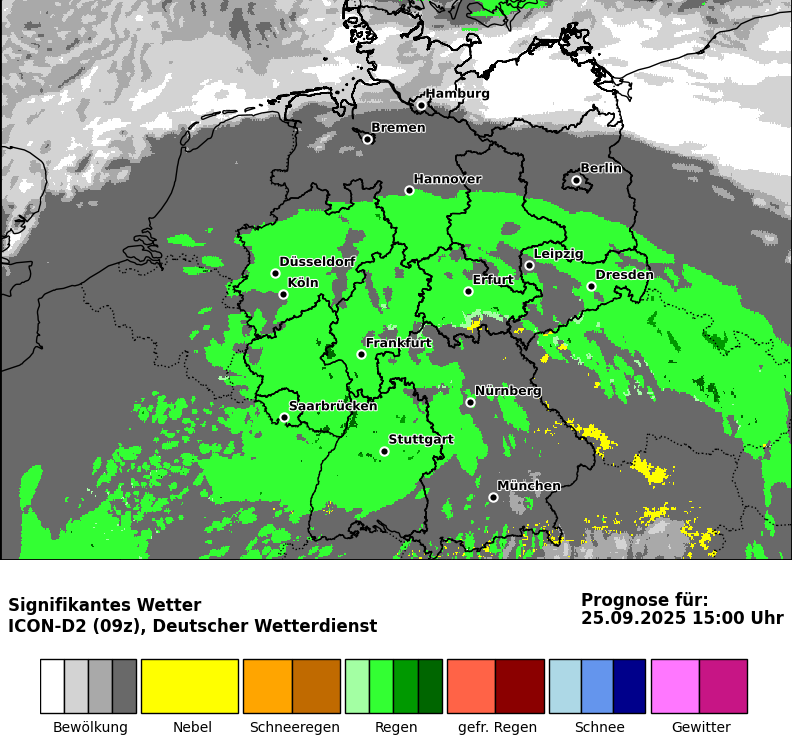 Hamburg
Bremen
Berlin
Hannover
Leipzig
Düsseldorf
Dresden
Köln
Erfurt
Frankfurt
Nürnberg
Saarbrücken
Stuttgart
München
Signifikantes Wetter
ICON-D2 (09z), Deutscher Wetterdienst
Prognose für:
25.09.2025 15:00 Uhr
Bewölkung Nebel Schneeregen Regen gefr. Regen Schnee Gewitter